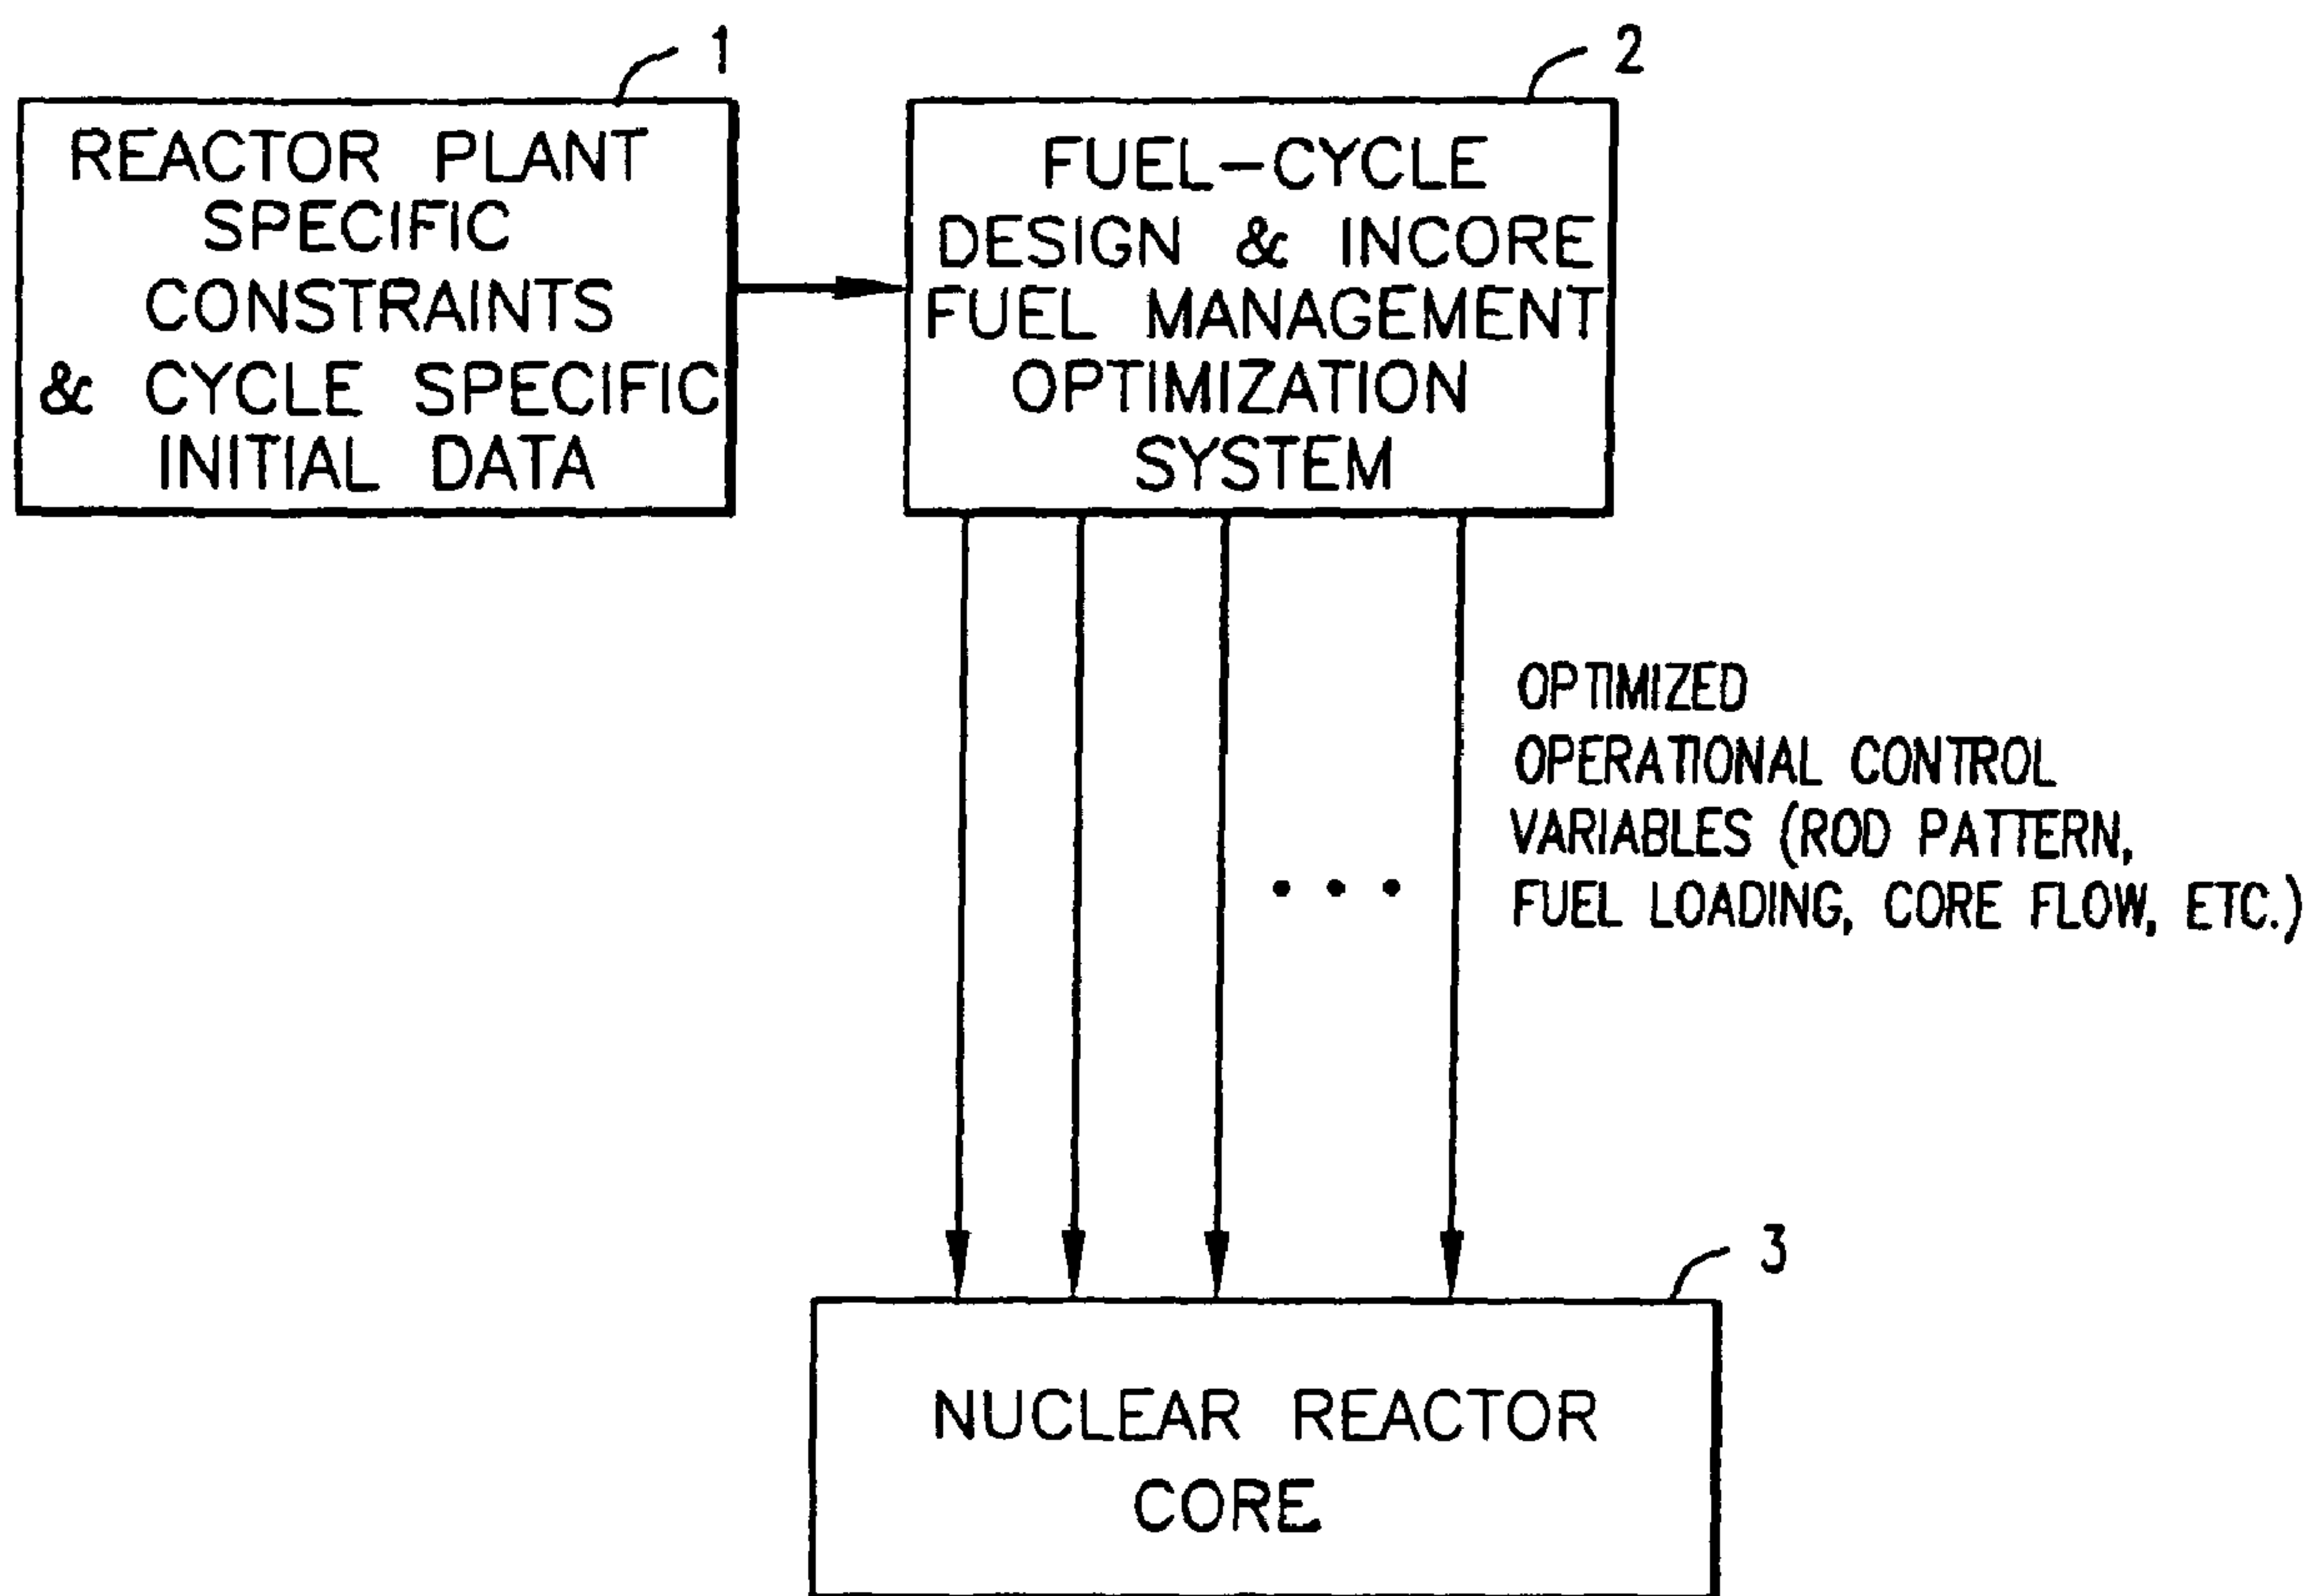 1
REACTOR PLANT
SPECIFIC
CONSTRAINTS
& CYCLE SPECIFIC
INITIAL DATA
2
FUEL-CYCLE
DESIGN & INCORE
FUEL MANAGEMENT
OPTIMIZATION
SYSTEM
OPTIMIZED
OPERATIONAL CONTROL
VARIABLES (ROD PATTERN,
FUEL LOADING, CORE FLOW, ETC.)
3
NUCLEAR REACTOR
CORE